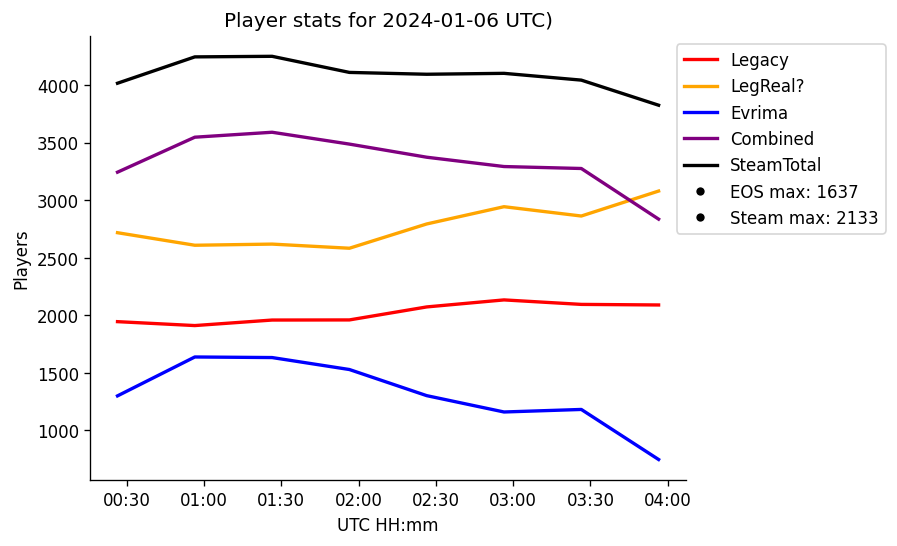 Player stats for 2024-01-06 UTC)
Legacy
LegReal?
Evrima
Combined
SteamTotal
EOS max: 1637
Steam max: 2133
Players
4000
3500
3000
2500
2000
1500
1000
00:30 01:00 01:30 02:00 02:30 03:00 03:30 04:00
UTC HH:mm